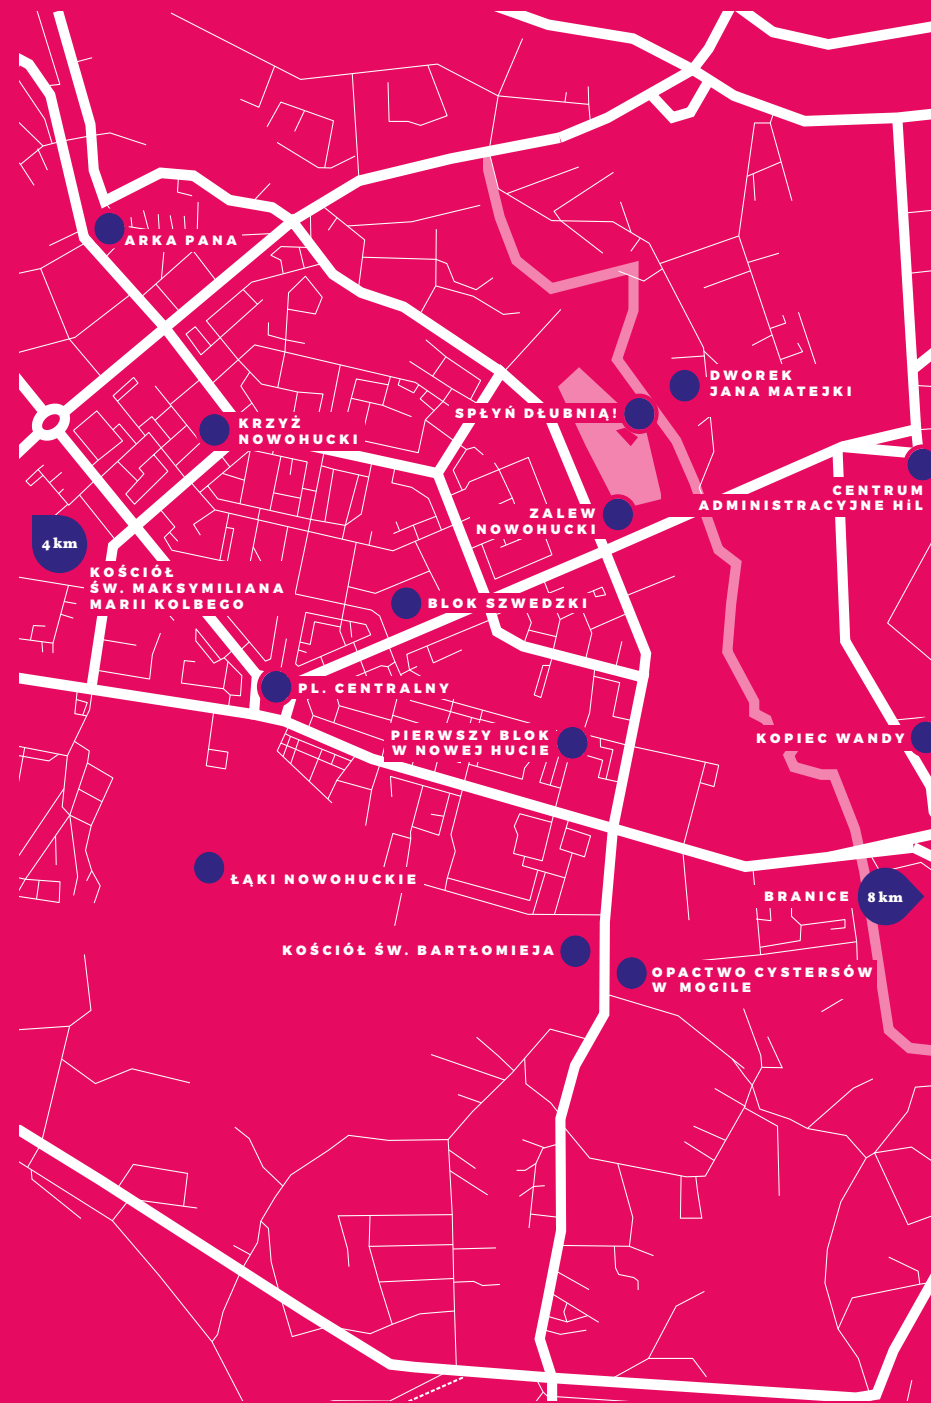 ARKA PANA
DWOREK
JANA MATEJKI
SPŁYŃ DŁUBNIĄ!
KRZYŻ
NOWOHUCKI
CENTRUM
ADMINISTRACYJNE HiL
ZALEW
NOWOHUCKI
4 km
KOŚCIÓŁ
ŚW. MAKSYMILIANA
MARII KOLBEGO
BLOK SZWEDZKI
PL. CENTRALNY
PIERWSZY BLOK
W NOWEJ HUCIE
KOPIEC WANDY
ŁĄKI NOWOHUCKIE
BRANICE
8 km
KOŚCIÓŁ ŚW. BARTŁOMIEJA
OPACTWO CYSTERSÓW
W MOGILE